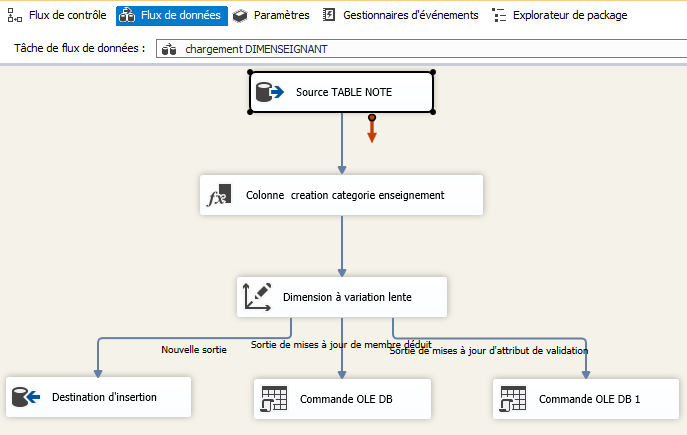 Flux de contrôle
Flux de données
Paramètres
Gestionnaires d'événements
Explorateur de package
Tâche de flux de données :
chargement DIMENSEIGNANT
Source TABLE NOTE
Colonne  creation categorie enseignement
Dimension à variation lente
Nouvelle sortie
Sortie de mises à jour de membre déduit
Sortie de mises à jour d'attribut de validation
Destination d'insertion
Commande OLE DB
Commande OLE DB 1